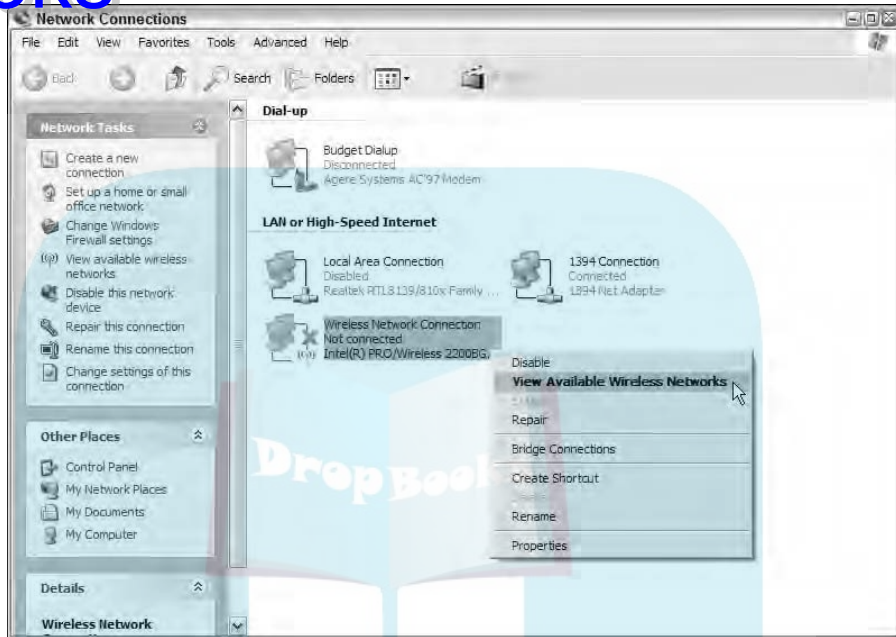 Network Connections
File Edit View Favorites Tools Advanced Help
Back Search Folders
Network Tasks
Create a new
connection
Set up a home or small
office network
Change Windows
Firewall settings
View available wireless
networks
Disable this network
device
Repair this connection
Rename this connection
Change settings of this
connection
Other Places
Control Panel
My Network Places
My Documents
My Computer
Details
Wireless Network
Dial-up
Budget Dialup
Disconnected
Agere Systems AC'97 Modem
LAN or High-Speed Internet
Local Area Connection
Disabled
Realtek RTL8139/810x Family ...
1394 Connection
Connected
1394 Net Adapter
Wireless Network Connection
Not connected
Intel(R) PRO/Wireless 2200BG.
Disable
View Available Wireless Networks
Repair
Bridge Connections
Create Shortcut
Rename
Properties